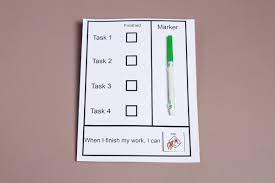 Finished
Marker
Task 1
Task 2
Task 3
Task 4
When I finish my work, I can